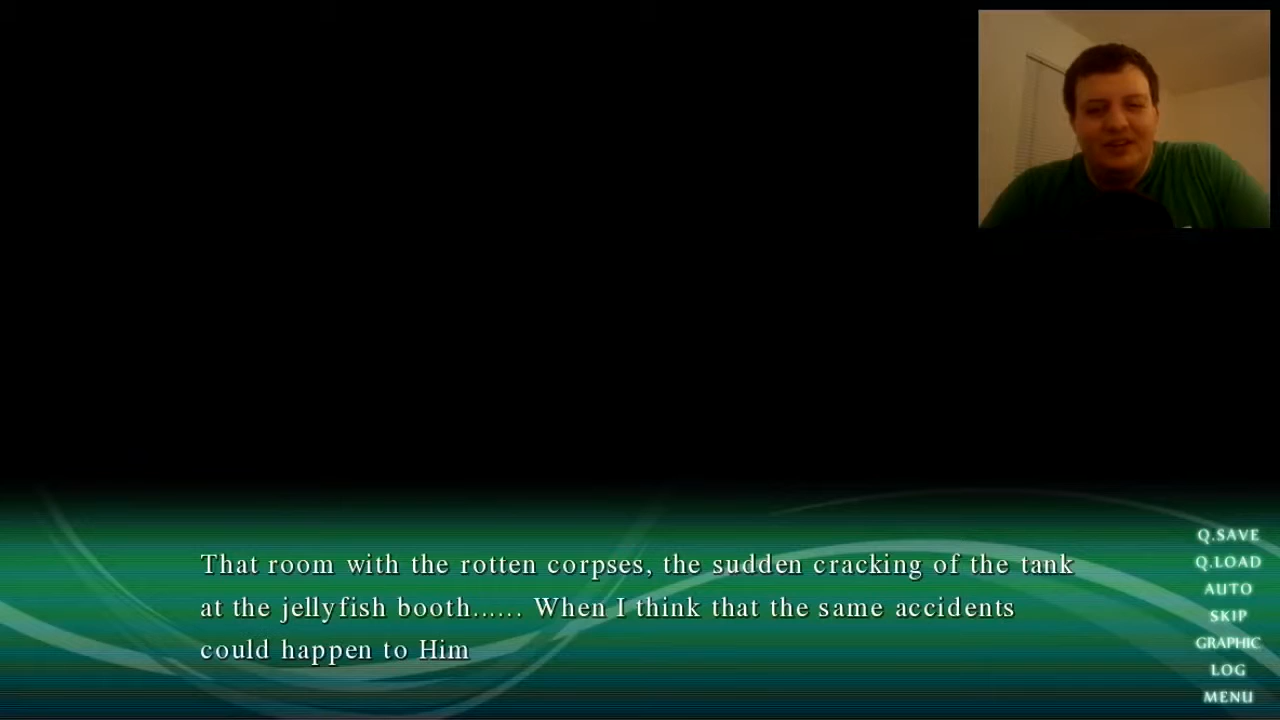 That room with the rotten corpses, the sudden cracking of the tank
at the jellyfish booth...... When I think that the same accidents
could happen to Him
Q.SAVE
Q.LOAD
AUTO
SKIP
GRAPHIC
LOG
MENU